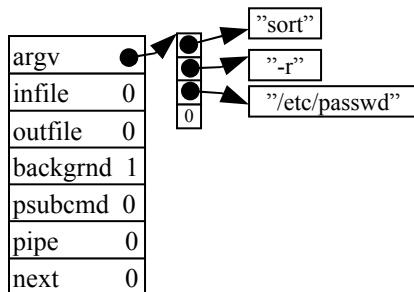 argv
infile 0
outfile 0
backgrnd 1
psubcmd 0
pipe 0
next 0
0
”sort”
”-r”
”/etc/passwd”